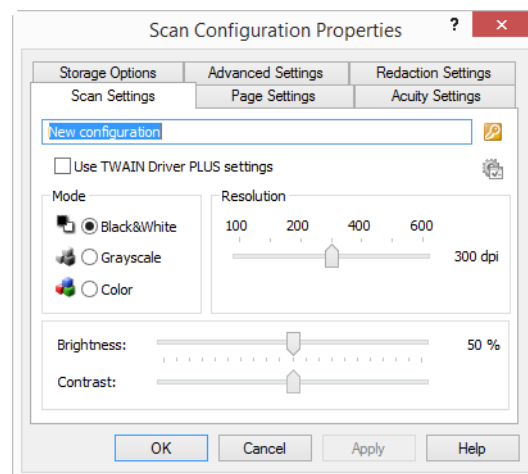 Scan Configuration Properties ? ×
Storage Options Advanced Settings Redaction Settings
Scan Settings Page Settings Acuity Settings
New configuration
Use TWAIN Driver PLUS settings
Mode Resolution
Black&White 100 200 400 600
Grayscale 300 dpi
Color
Brightness: 50 %
Contrast:
OK Cancel Apply Help